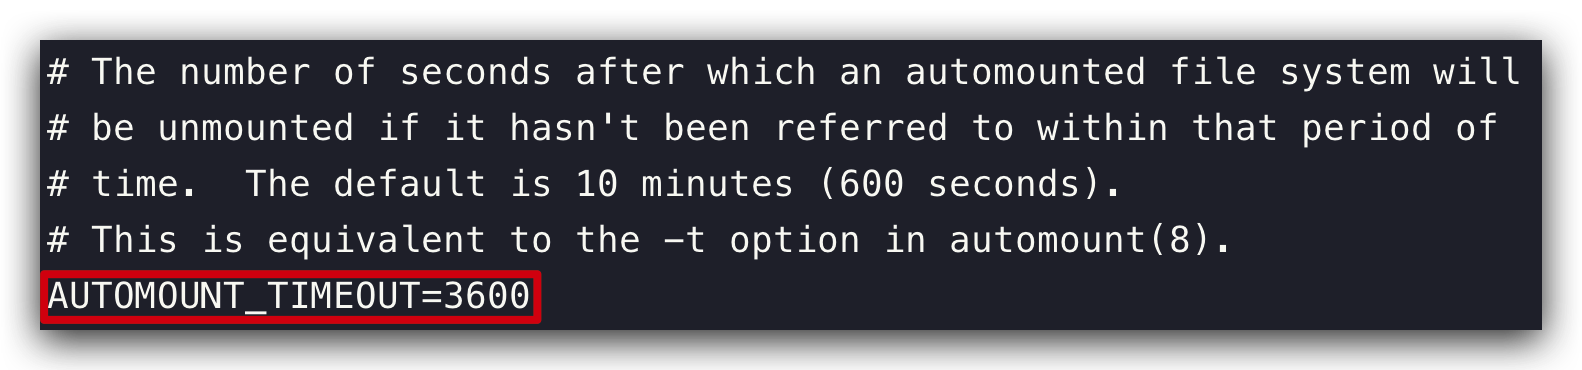 # The number of seconds after which an automounted file system will
# be unmounted if it hasn't been referred to within that period of
# time.  The default is 10 minutes (600 seconds).
# This is equivalent to the -t option in automount(8).
AUTOMOUNT_TIMEOUT=3600